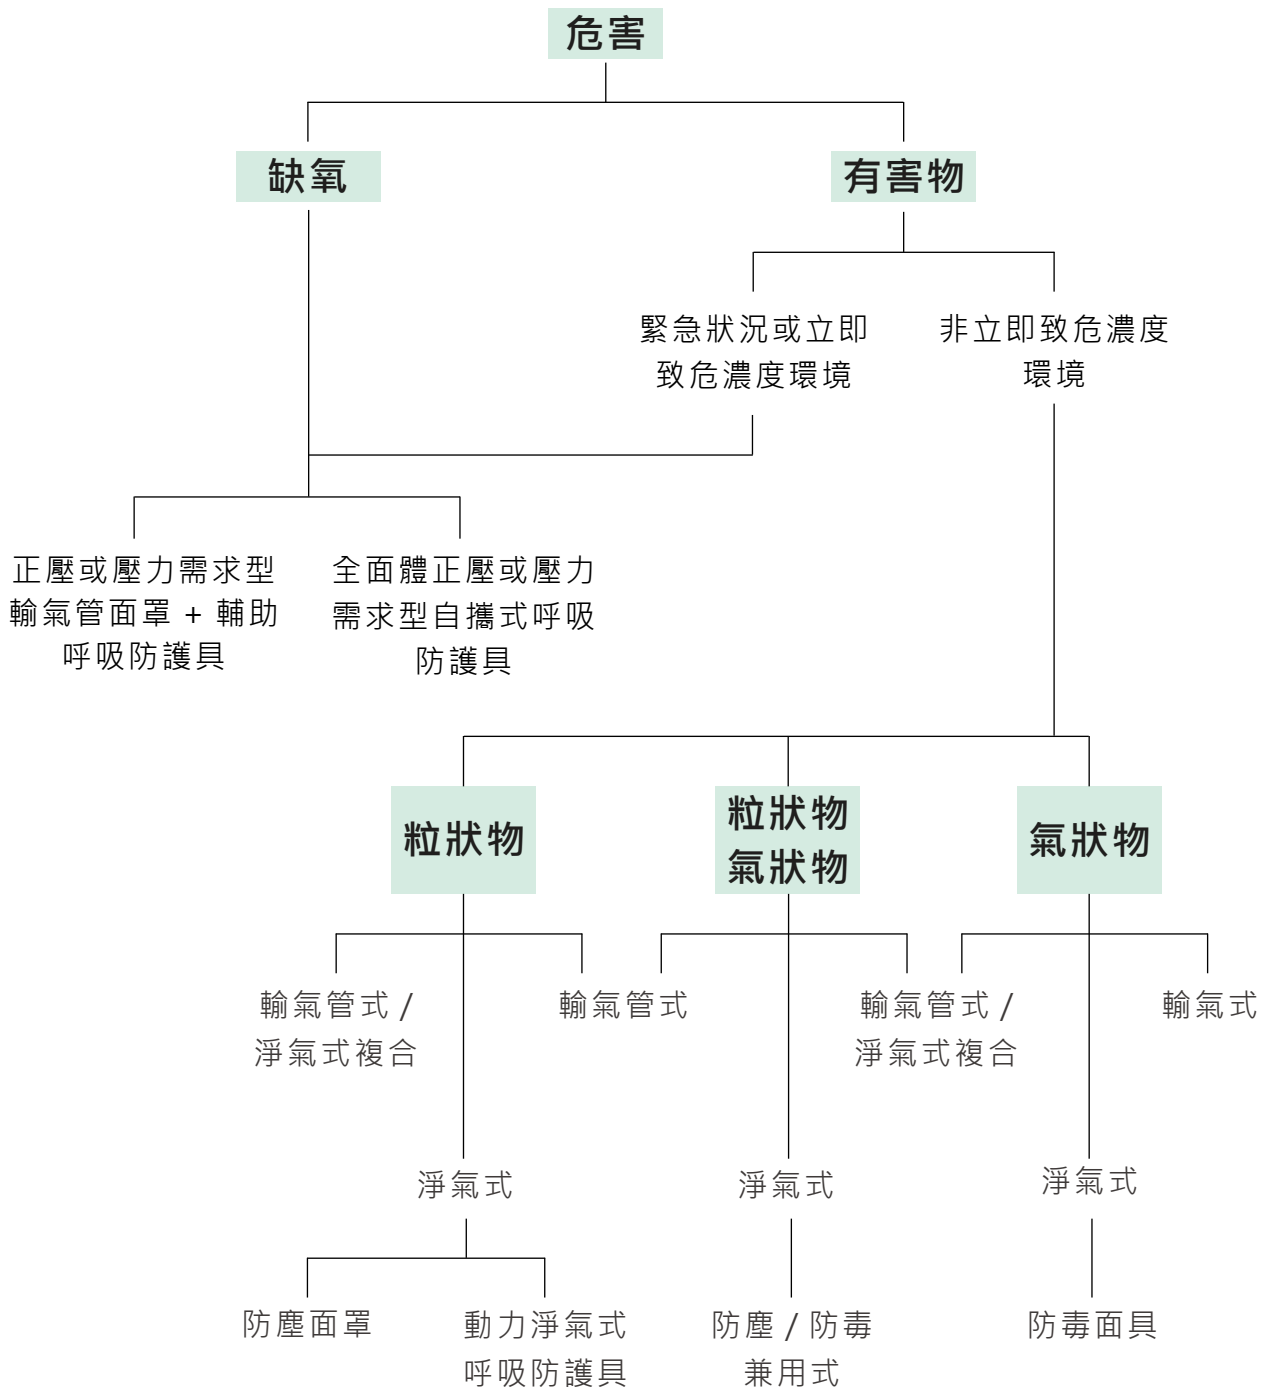 危害
缺氧
有害物
緊急狀況或立即
致危濃度環境
非立即致危濃度
環境
正壓或壓力需求型
輸氣管面罩 + 輔助
呼吸防護具
全面體正壓或壓力
需求型自攜式呼吸
防護具
粒狀物
粒狀物
氣狀物
氣狀物
輸氣管式 /
淨氣式複合
輸氣管式
輸氣管式 /
淨氣式複合
輸氣式
淨氣式
淨氣式
淨氣式
防塵面罩
動力淨氣式
呼吸防護具
防塵 / 防毒
兼用式
防毒面具